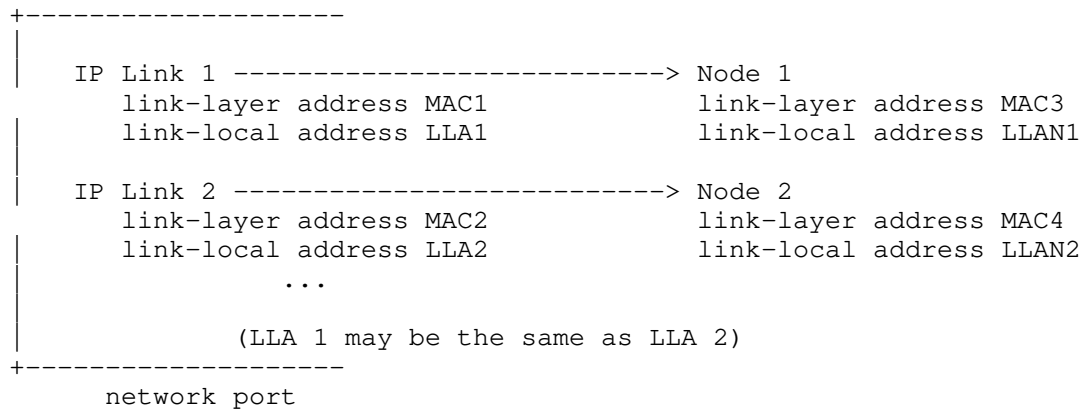 +---------------------
|
|   IP Link 1 ---------------------------> Node 1
|      link-layer address MAC1             link-layer address MAC3
|      link-local address LLA1             link-local address LLAN1
|
|   IP Link 2 ---------------------------> Node 2
|      link-layer address MAC2             link-layer address MAC4
|      link-local address LLA2             link-local address LLAN2
|                ...
|
|             (LLA 1 may be the same as LLA 2)
+---------------------
      network port